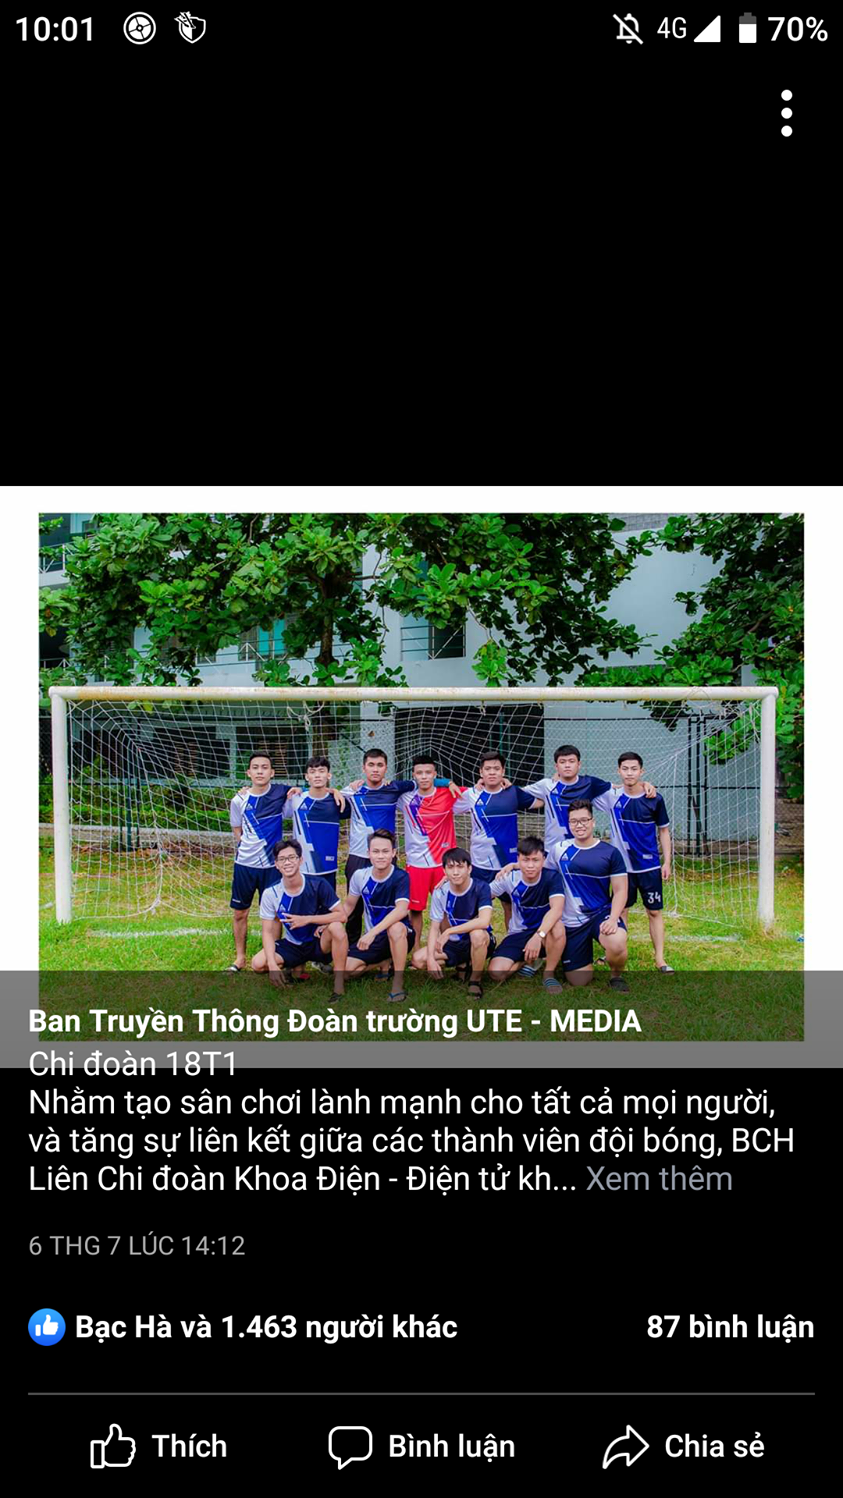 10:01 4G 70%
34
Ban Truyền Thông Đoàn trường UTE - MEDIA
Chi đoàn 18T1
Nhằm tạo sân chơi lành mạnh cho tất cả mọi người,
và tăng sự liên kết giữa các thành viên đội bóng, BCH
Liên Chi đoàn Khoa Điện - Điện tử kh... Xem thêm
6 THG 7 LÚC 14:12
Bạc Hà và 1.463 người khác 87 bình luận
Thích Bình luận Chia sẻ